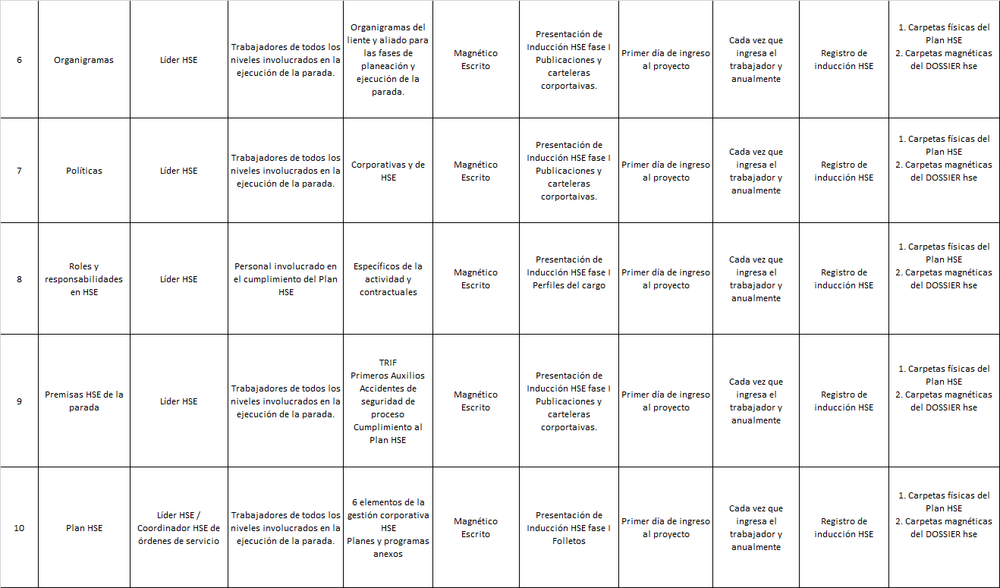 6
Organigramas
Líder HSE
Trabajadores de todos los
niveles involucrados en la
ejecución de la parada.
Organigramas del
liente y aliado para
las fases de
planeación y
ejecución de la
parada.
Magnético
Escrito
Presentación de
Inducción HSE fase I
Publicaciones y
carteleras
corportaivas.
Primer día de ingreso
al proyecto
Cada vez que
ingresa el
trabajador y
anualmente
Registro de
inducción HSE
1. Carpetas físicas del
Plan HSE
2. Carpetas magnéticas
del DOSSIER hse
7
Políticas
Líder HSE
Trabajadores de todos los
niveles involucrados en la
ejecución de la parada.
Corporativas y de
HSE
Magnético
Escrito
Presentación de
Inducción HSE fase I
Publicaciones y
carteleras
corportaivas.
Primer día de ingreso
al proyecto
Cada vez que
ingresa el
trabajador y
anualmente
Registro de
inducción HSE
1. Carpetas físicas del
Plan HSE
2. Carpetas magnéticas
del DOSSIER hse
8
Roles y
responsabilidades
en HSE
Líder HSE
Personal involucrado en
el cumplimiento del Plan
HSE
Específicos de la
actividad y
contractuales
Magnético
Escrito
Presentación de
Inducción HSE fase I
Perfiles del cargo
Primer día de ingreso
al proyecto
Cada vez que
ingresa el
trabajador y
anualmente
Registro de
inducción HSE
1. Carpetas físicas del
Plan HSE
2. Carpetas magnéticas
del DOSSIER hse
9
Premisas HSE de la
parada
Líder HSE
Trabajadores de todos los
niveles involucrados en la
ejecución de la parada.
TRIF
Primeros Auxilios
Accidentes de
seguridad de
proceso
Cumplimiento al
Plan HSE
Magnético
Escrito
Presentación de
Inducción HSE fase I
Publicaciones y
carteleras
corportaivas.
Primer día de ingreso
al proyecto
Cada vez que
ingresa el
trabajador y
anualmente
Registro de
inducción HSE
1. Carpetas físicas del
Plan HSE
2. Carpetas magnéticas
del DOSSIER hse
10
Plan HSE
Líder HSE /
Coordinador HSE de
órdenes de servicio
Trabajadores de todos los
niveles involucrados en la
ejecución de la parada.
6 elementos de la
gestión corporativa
HSE
Planes y programas
anexos
Magnético
Escrito
Presentación de
Inducción HSE fase I
Folletos
Primer día de ingreso
al proyecto
Cada vez que
ingresa el
trabajador y
anualmente
Registro de
inducción HSE
1. Carpetas físicas del
Plan HSE
2. Carpetas magnéticas
del DOSSIER hse